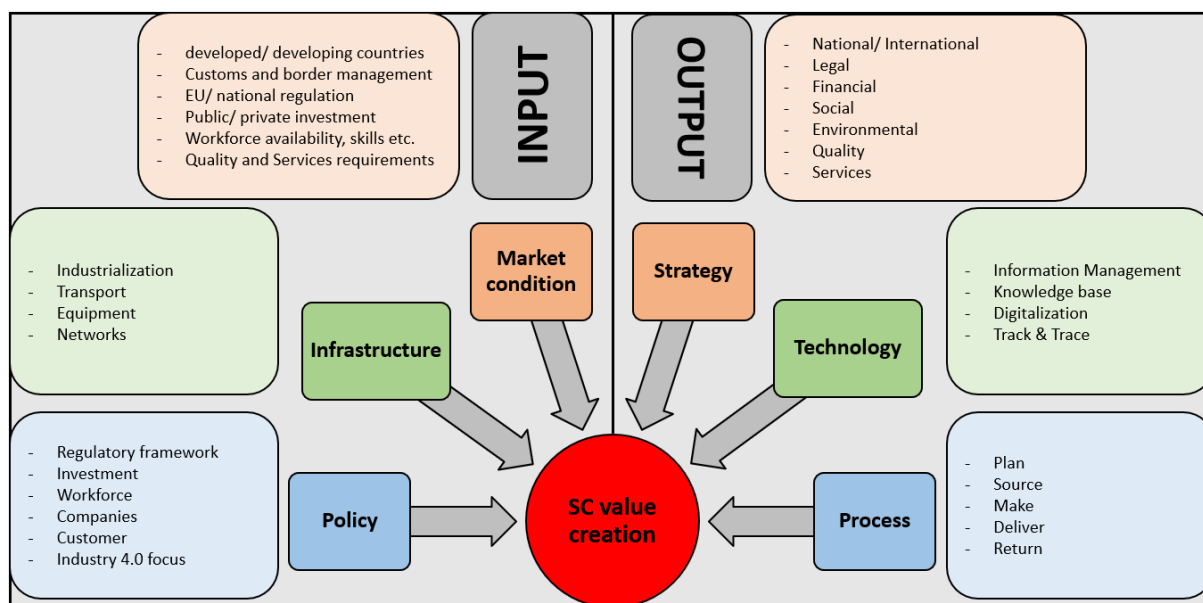 - developed/ developing countries
- Customs and border management
- EU/ national regulation
- Public/ private investment
- Workforce availability, skills etc.
- Quality and Services requirements
INPUT
OUTPUT
- National/ International
- Legal
- Financial
- Social
- Environmental
- Quality
- Services
- Industrialization
- Transport
- Equipment
- Networks
Infrastructure
Market
condition
Strategy
Technology
- Information Management
- Knowledge base
- Digitalization
- Track & Trace
- Regulatory framework
- Investment
- Workforce
- Companies
- Customer
- Industry 4.0 focus
Policy
SC value
creation
Process
- Plan
- Source
- Make
- Deliver
- Return